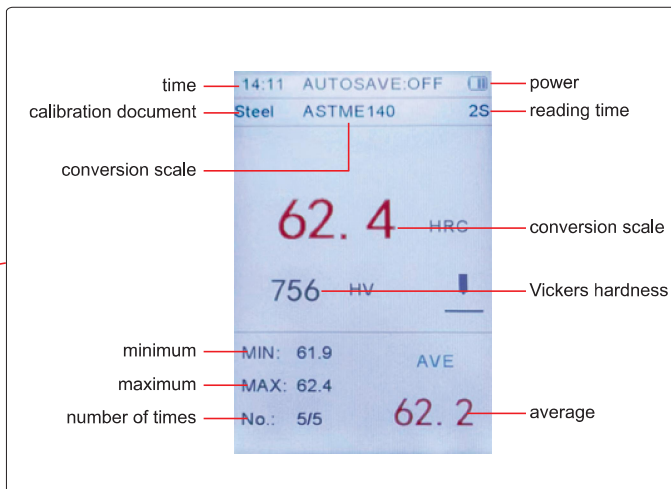 time 14:11 AUTOSAVE:OFF power
calibration document Steel ASTME140 2S reading time
conversion scale
62. 4 HRC conversion scale
756 HV Vickers hardness
minimum MIN: 61.9 AVE
maximum MAX: 62.4
number of times No.: 5/5 62. 2 average